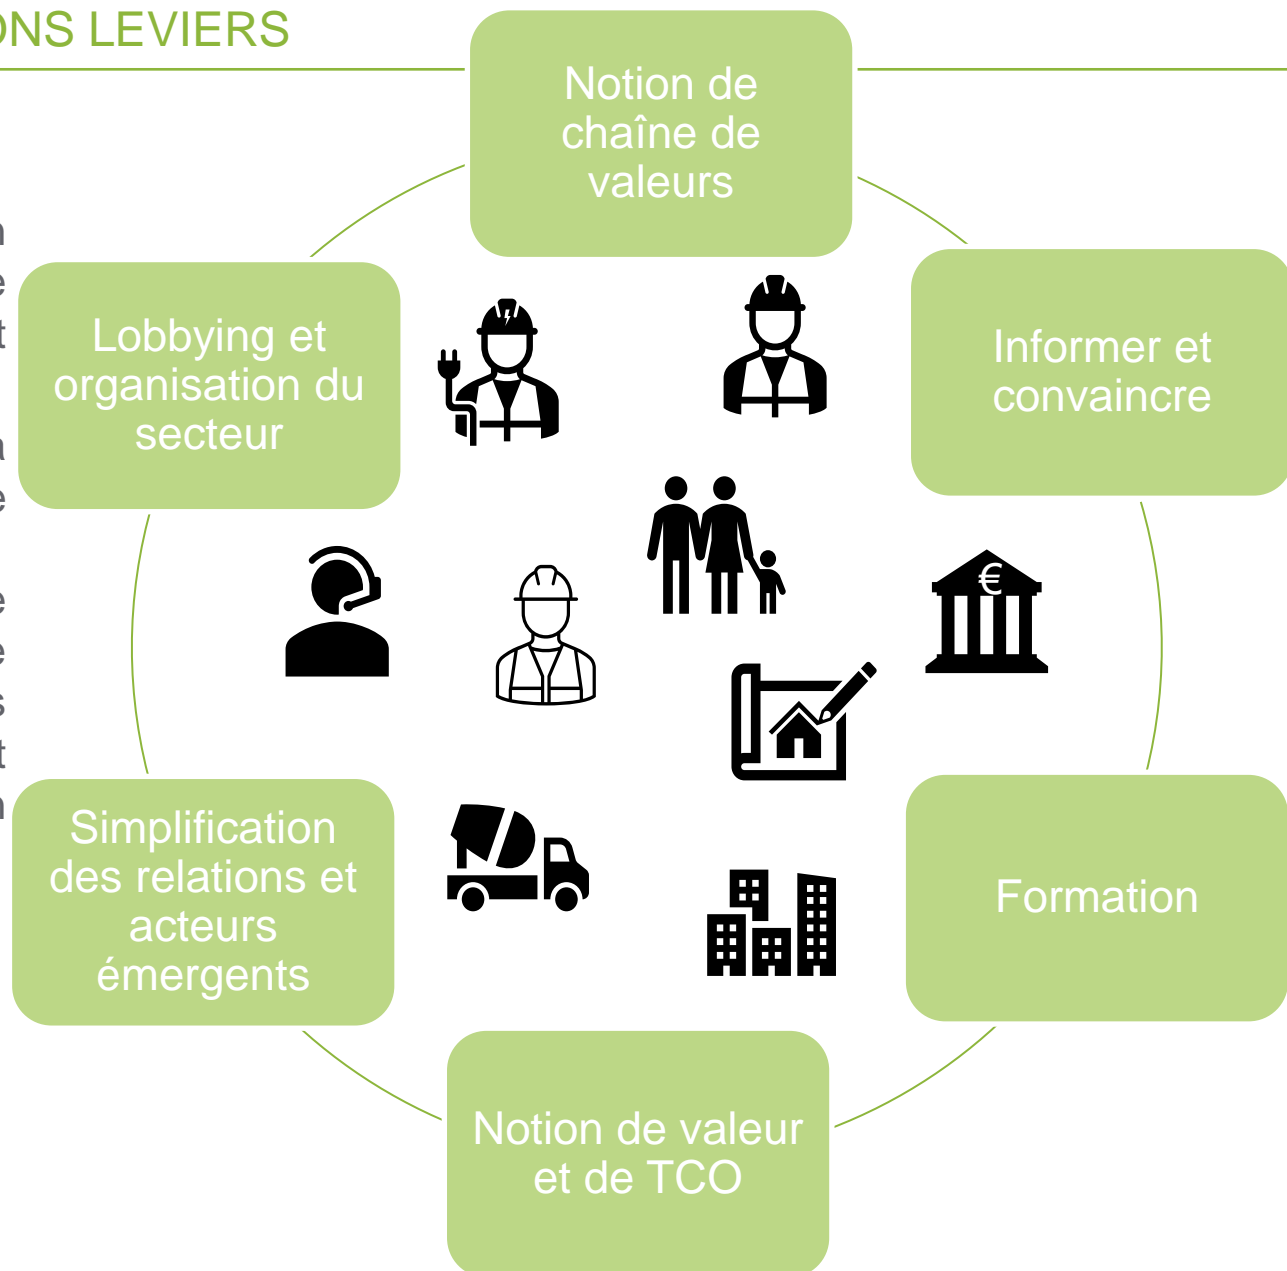 ONS LEVIERS
Notion de
chaîne de
valeurs
Lobbying et
organisation du
secteur
Informer et
convaincre
€
Simplification
des relations et
acteurs
émergents
Formation
Notion de valeur
et de TCO